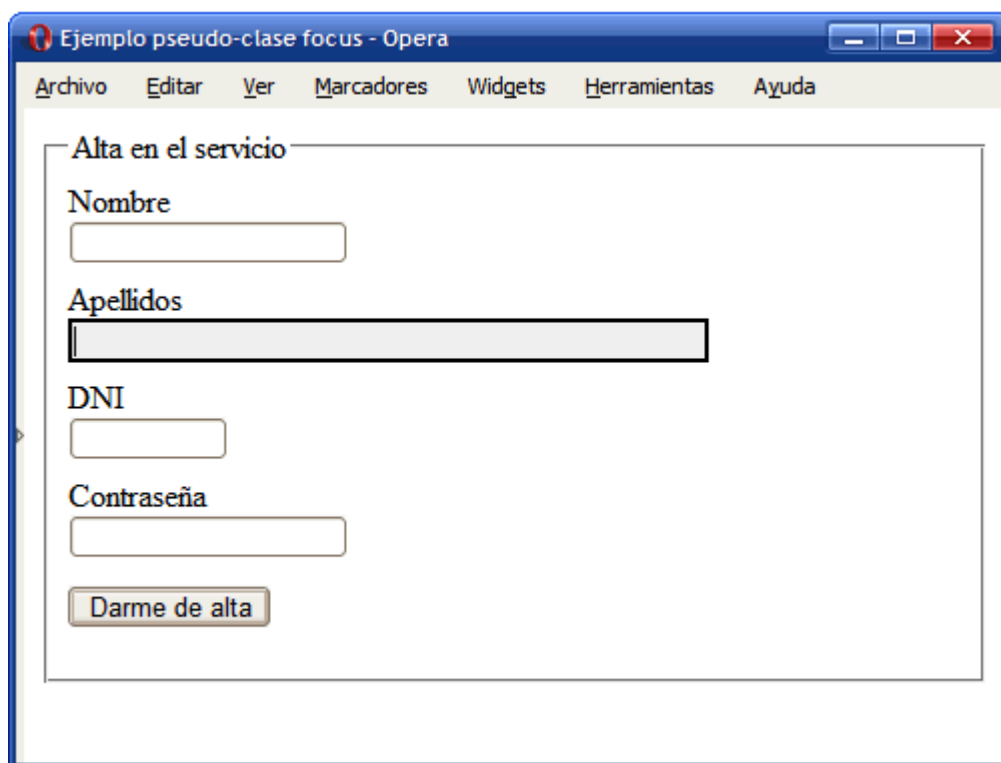 Ejemplo pseudo-clase focus - Opera
Archivo Editar Ver Marcadores Widgets Herramientas Ayuda
Alta en el servicio
Nombre
Apellidos
DNI
Contraseña
Darme de alta